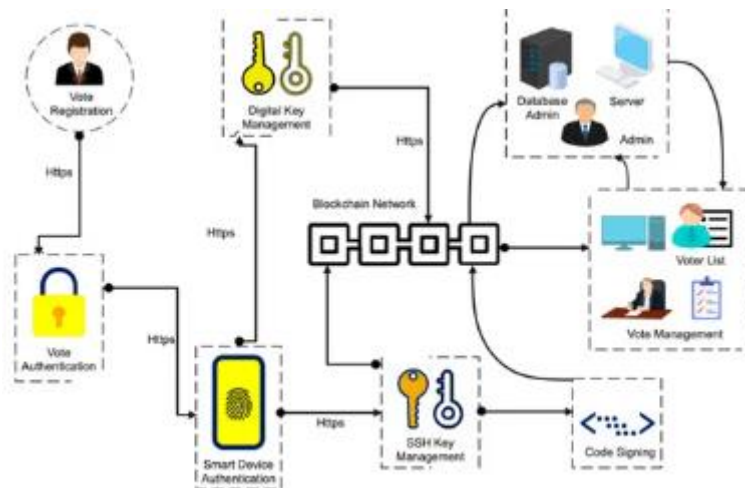 Vote
Registration
Https
Vote
Authentication
Https
Smart Device
Authentication
Https
Digital Key
Management
Https
Https
SSH Key
Management
Blockchain Network
Code Signing
Database
Admin
Server
Admin
Voter List
Vote Management